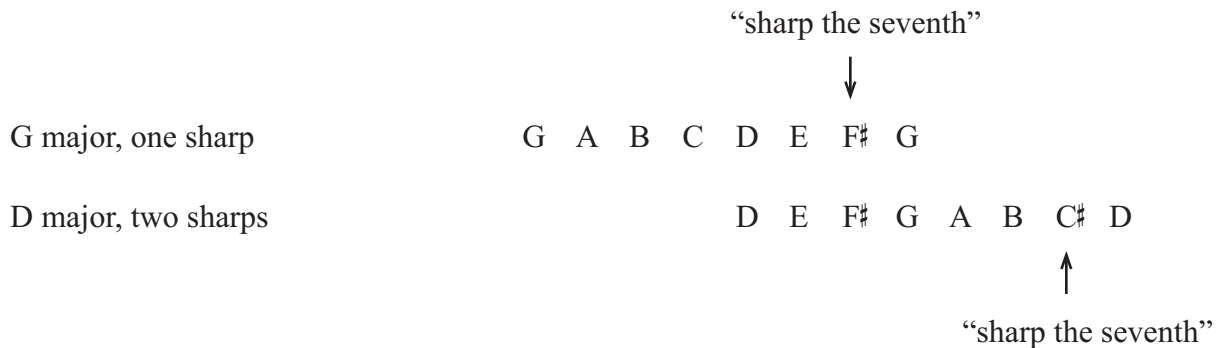 “sharp the seventh”
G major, one sharp G A B C D E F♯ G
D major, two sharps D E F♯ G A B C♯ D
“sharp the seventh”